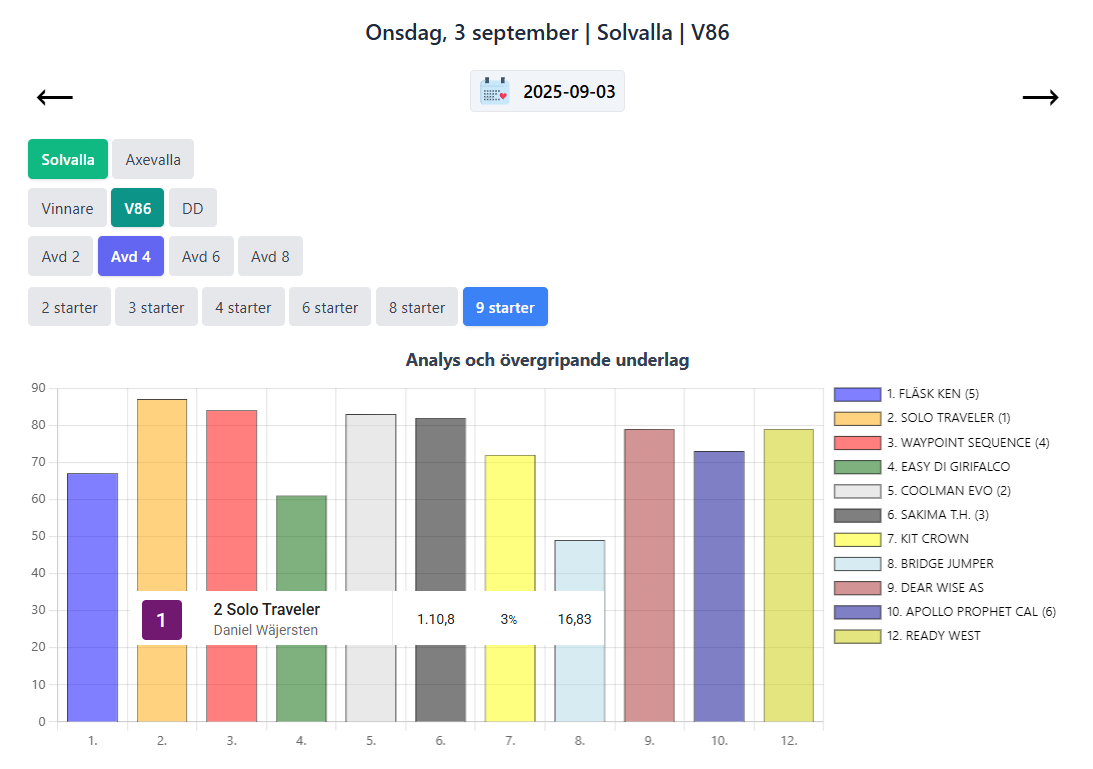 Onsdag, 3 september | Solvalla | V86
2025-09-03
Solvalla Axevalla
Vinnare V86 DD
Avd 2 Avd 4 Avd 6 Avd 8
2 starter 3 starter 4 starter 6 starter 8 starter 9 starter
Analys och övergripande underlag
90
80
70
60
50
40
30
20
10
0
1 2 Solo Traveler 1.10,8 3% 16,83
Daniel Wäjersten
1. 2. 3. 4. 5. 6. 7. 8. 9. 10. 12.
1. FLÄSK KEN (5)
2. SOLO TRAVELER (1)
3. WAYPOINT SEQUENCE (4)
4. EASY DI GIRIFALCO
5. COOLMAN EVO (2)
6. SAKIMA T.H. (3)
7. KIT CROWN
8. BRIDGE JUMPER
9. DEAR WISE AS
10. APOLLO PROPHET CAL (6)
12. READY WEST